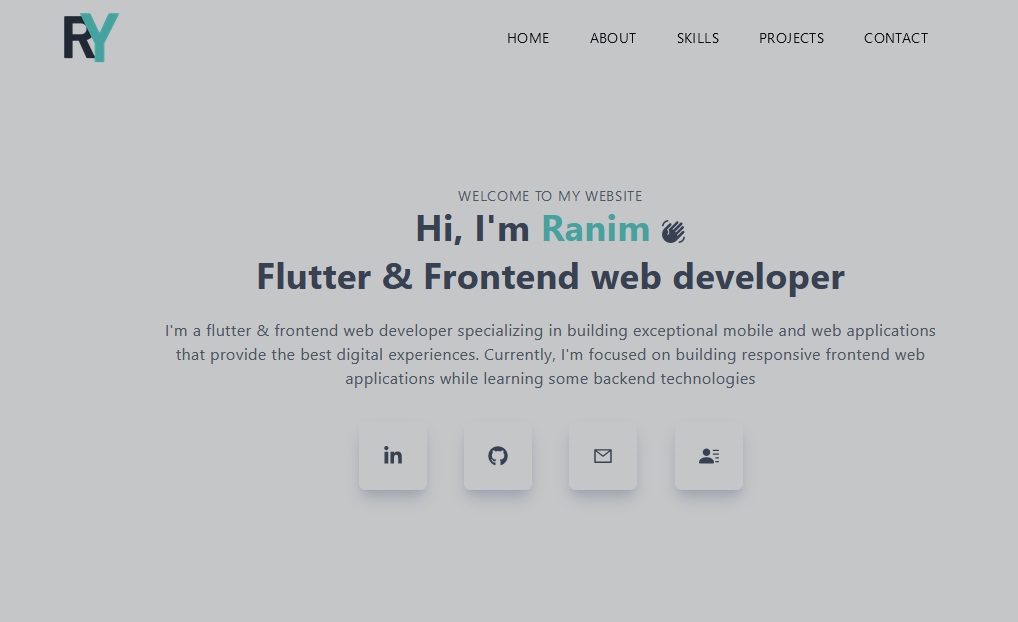 RY
HOME ABOUT SKILLS PROJECTS CONTACT
WELCOME TO MY WEBSITE
Hi, I'm Ranim 👋
Flutter & Frontend web developer
I'm a flutter & frontend web developer specializing in building exceptional mobile and web applications
that provide the best digital experiences. Currently, I'm focused on building responsive frontend web
applications while learning some backend technologies
in